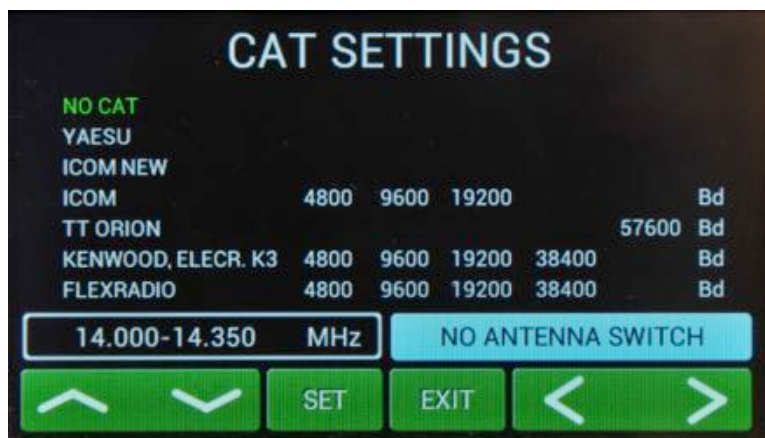 CAT SETTINGS
NO CAT
YAESU
ICOM NEW
ICOM 4800 9600 19200 Bd
TT ORION 57600 Bd
KENWOOD, ELECR. K3 4800 9600 19200 38400 Bd
FLEXRADIO 4800 9600 19200 38400 Bd
14.000-14.350 MHz NO ANTENNA SWITCH
SET EXIT